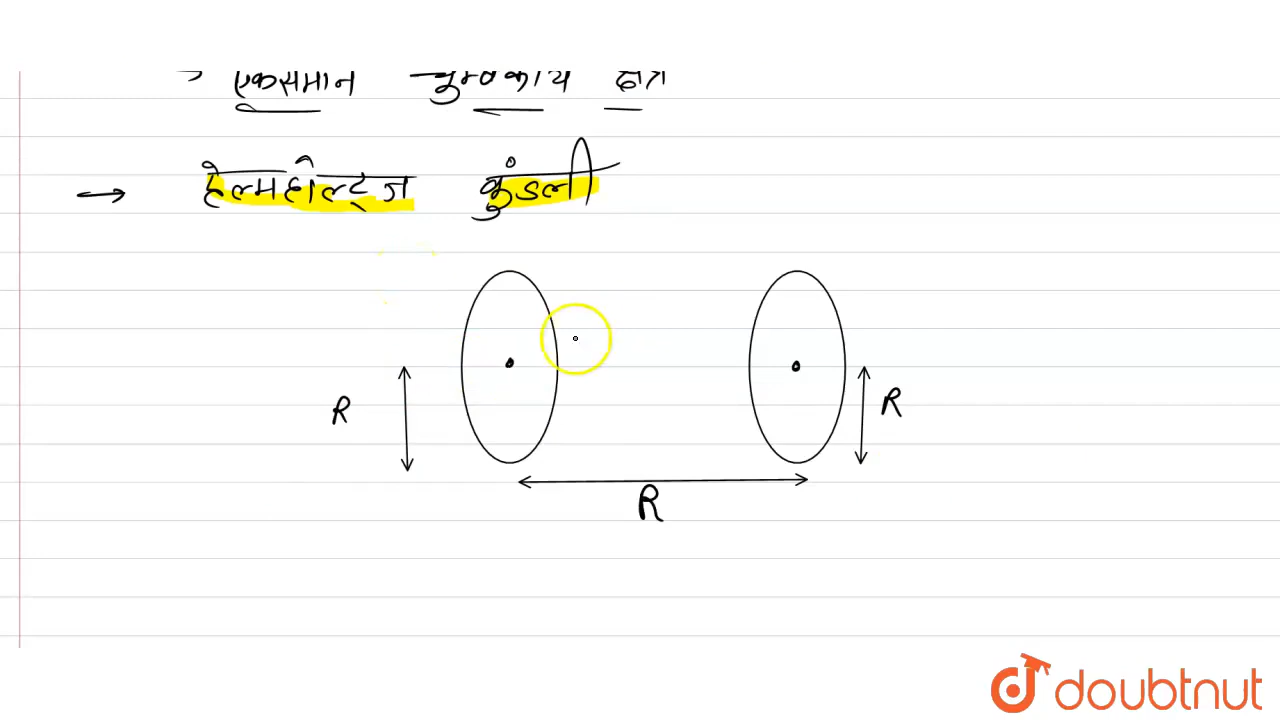 एकसमान चुम्बकीय क्षेत्र
→ हेल्महोल्ट्ज कुंडली
R R
R
doubtnut